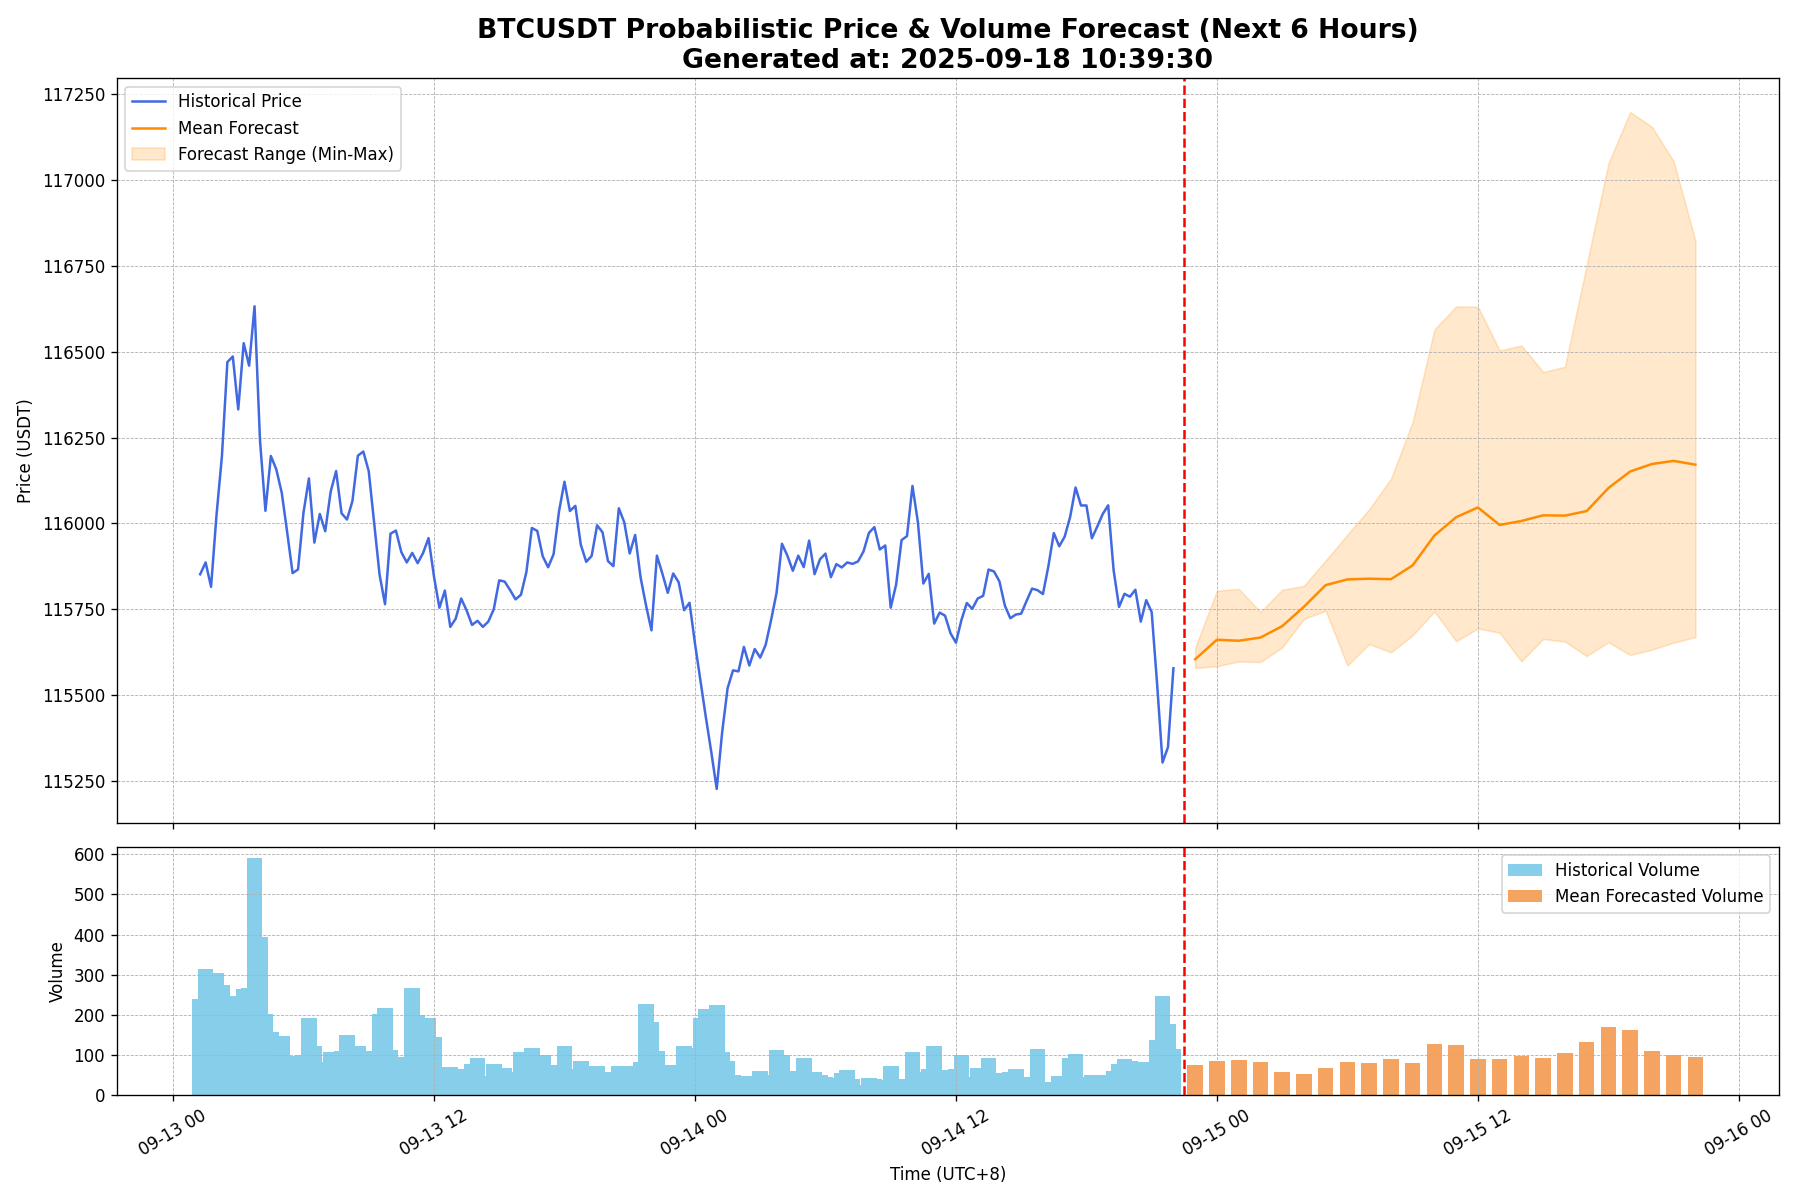 BTCUSDT Probabilistic Price & Volume Forecast (Next 6 Hours)
Generated at: 2025-09-18 10:39:30
Historical Price
Mean Forecast
Forecast Range (Min-Max)
Price (USDT)
117250
117000
116750
116500
116250
116000
115750
115500
115250
Historical Volume
Mean Forecasted Volume
Volume
600
500
400
300
200
100
0
09-13 00
09-13 12
09-14 00
09-14 12
09-15 00
09-15 12
09-16 00
Time (UTC+8)